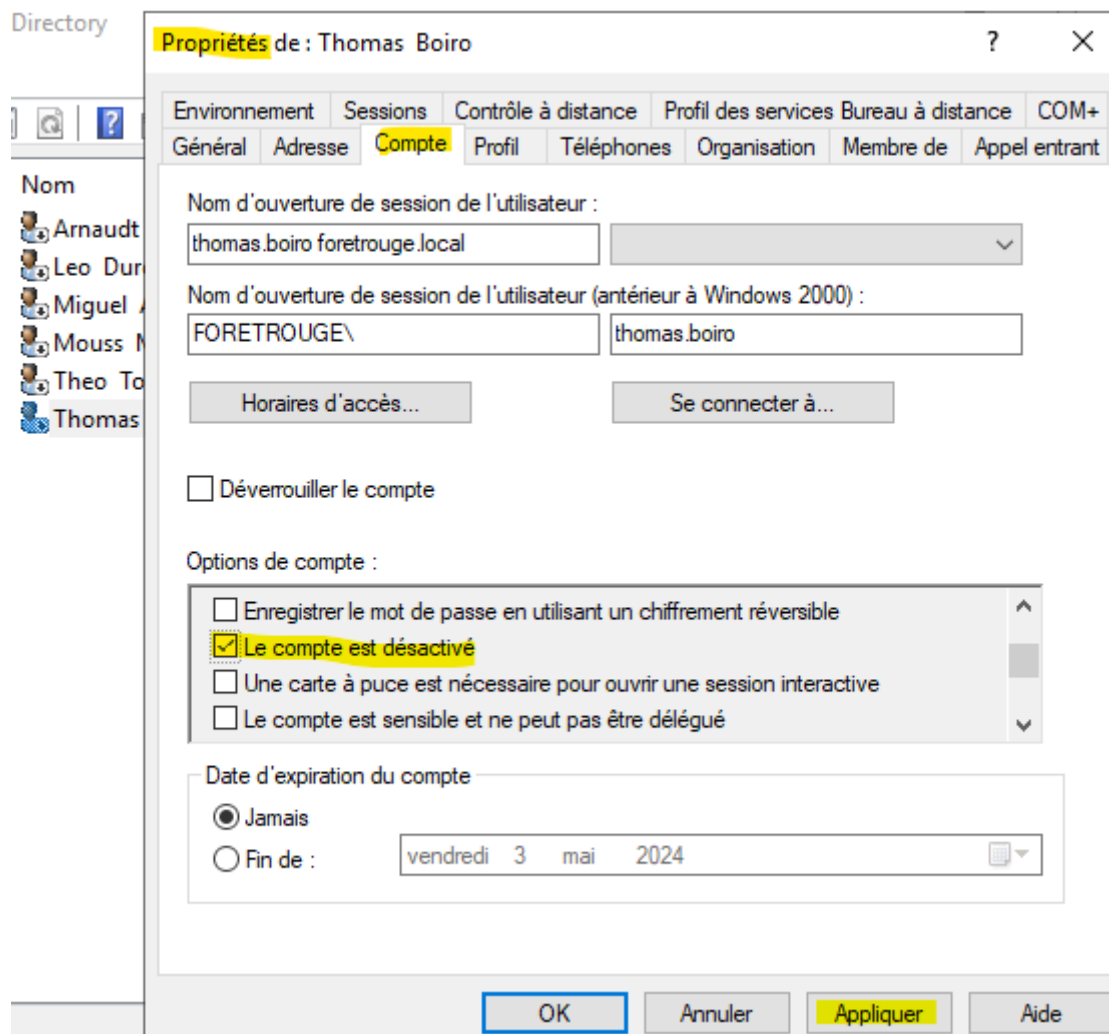 Directory
Propriétés de : Thomas Boiro
?
Environnement Sessions Contrôle à distance Profil des services Bureau à distance COM+
Général Adresse Compte Profil Téléphones Organisation Membre de Appel entrant
Nom
Arnaudt
Leo Dur
Miguel
Mouss
Theo To
Thomas
Nom d'ouverture de session de l'utilisateur :
thomas.boiro foretrouge.local
Nom d'ouverture de session de l'utilisateur (antérieur à Windows 2000) :
FORETROUGE\ thomas.boiro
Horaires d'accès... Se connecter à...
Déverrouiller le compte
Options de compte :
Enregistrer le mot de passe en utilisant un chiffrement réversible
Le compte est désactivé
Une carte à puce est nécessaire pour ouvrir une session interactive
Le compte est sensible et ne peut pas être délégué
Date d'expiration du compte
Jamais
Fin de : vendredi 3 mai 2024
OK Annuler Appliquer Aide